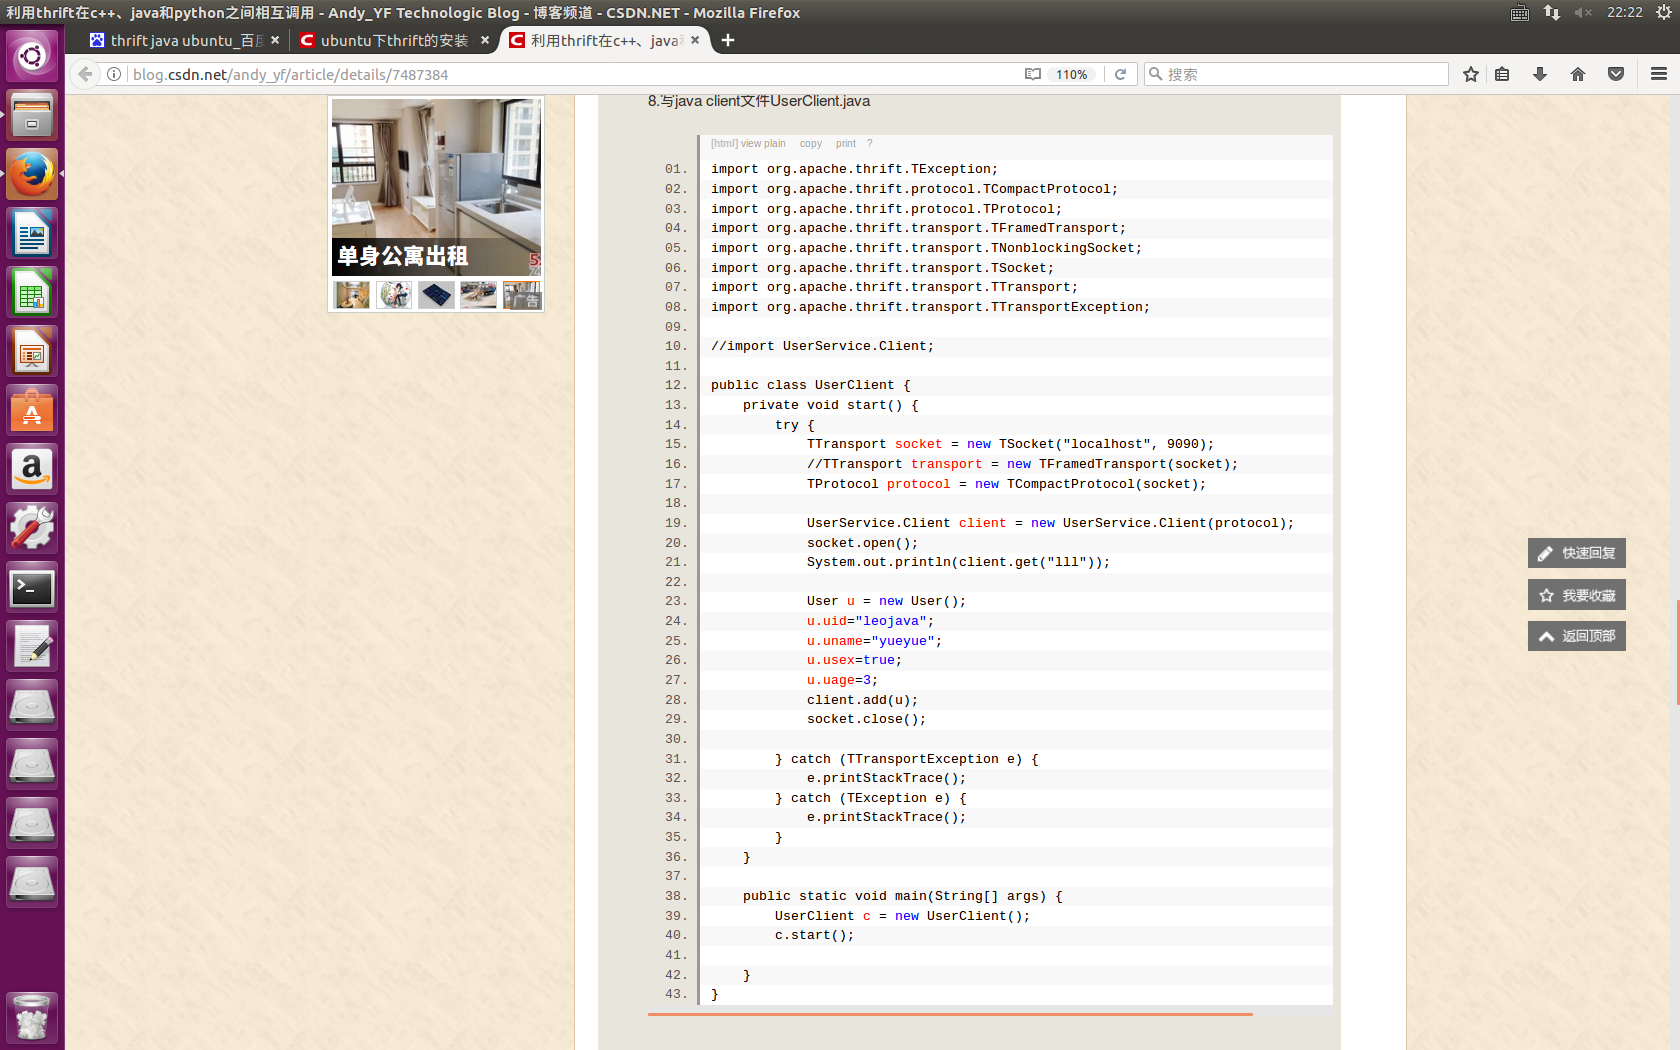 利用thrift在c++、java和python之间相互调用 - Andy_YF Technologic Blog - 博客频道 - CSDN.NET - Mozilla Firefox
22:22
thrift java ubuntu_百
ubuntu下thrift的安装
利用thrift在c++、java
blog.csdn.net/andy_yf/article/details/7487384
110%
搜索
单身公寓出租
广告
8.写java client文件UserClient.java
[html] view plain copy print ?
01. import org.apache.thrift.TException;
02. import org.apache.thrift.protocol.TCompactProtocol;
03. import org.apache.thrift.protocol.TProtocol;
04. import org.apache.thrift.transport.TFramedTransport;
05. import org.apache.thrift.transport.TNonblockingSocket;
06. import org.apache.thrift.transport.TSocket;
07. import org.apache.thrift.transport.TTransport;
08. import org.apache.thrift.transport.TTransportException;
09.
10. //import UserService.Client;
11.
12. public class UserClient {
13. private void start() {
14. try {
15. TTransport socket = new TSocket("localhost", 9090);
16. //TTransport transport = new TFramedTransport(socket);
17. TProtocol protocol = new TCompactProtocol(socket);
18.
19. UserService.Client client = new UserService.Client(protocol);
20. socket.open();
21. System.out.println(client.get("lll"));
22.
23. User u = new User();
24. u.uid="leojava";
25. u.uname="yueyue";
26. u.usex=true;
27. u.uage=3;
28. client.add(u);
29. socket.close();
30.
31. } catch (TTransportException e) {
32. e.printStackTrace();
33. } catch (TException e) {
34. e.printStackTrace();
35. }
36. }
37.
38. public static void main(String[] args) {
39. UserClient c = new UserClient();
40. c.start();
41.
42. }
43. }
快速回复
我要收藏
返回顶部